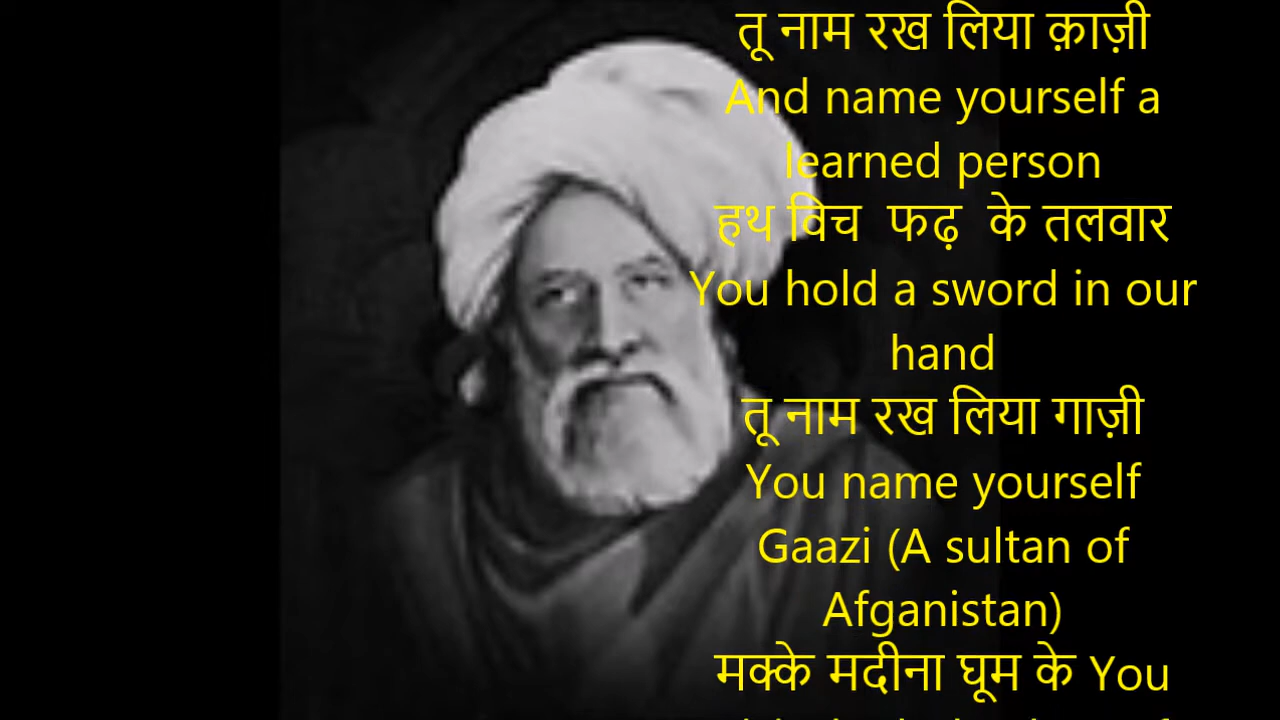 तू नाम रख लिया क़ाज़ी
And name yourself a
learned person
हथ विच फढ़ के तलवार
You hold a sword in our
hand
तू नाम रख लिया गाज़ी
You name yourself
Gaazi (A sultan of
Afganistan)
मक्के मदीना घूम के You